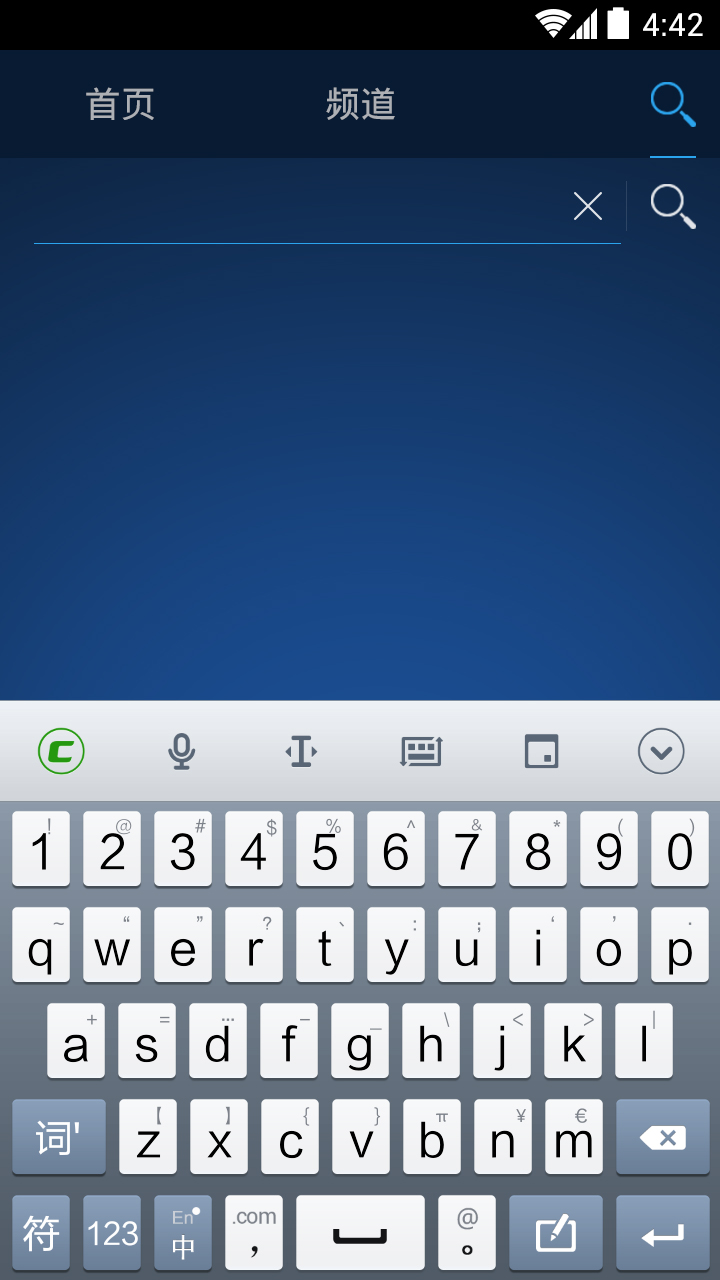 4:42
首页 频道
! @ # $ % ^ & * ( )
1 2 3 4 5 6 7 8 9 0
~ “ ” ? ` : ; ‘ ’ ·
q w e r t y u i o p
+ = … – _ \ < > |
a s d f g h j k l
【 】 { } π ¥ €
词' z x c v b n m
En .com @
符 123 中 ， 。